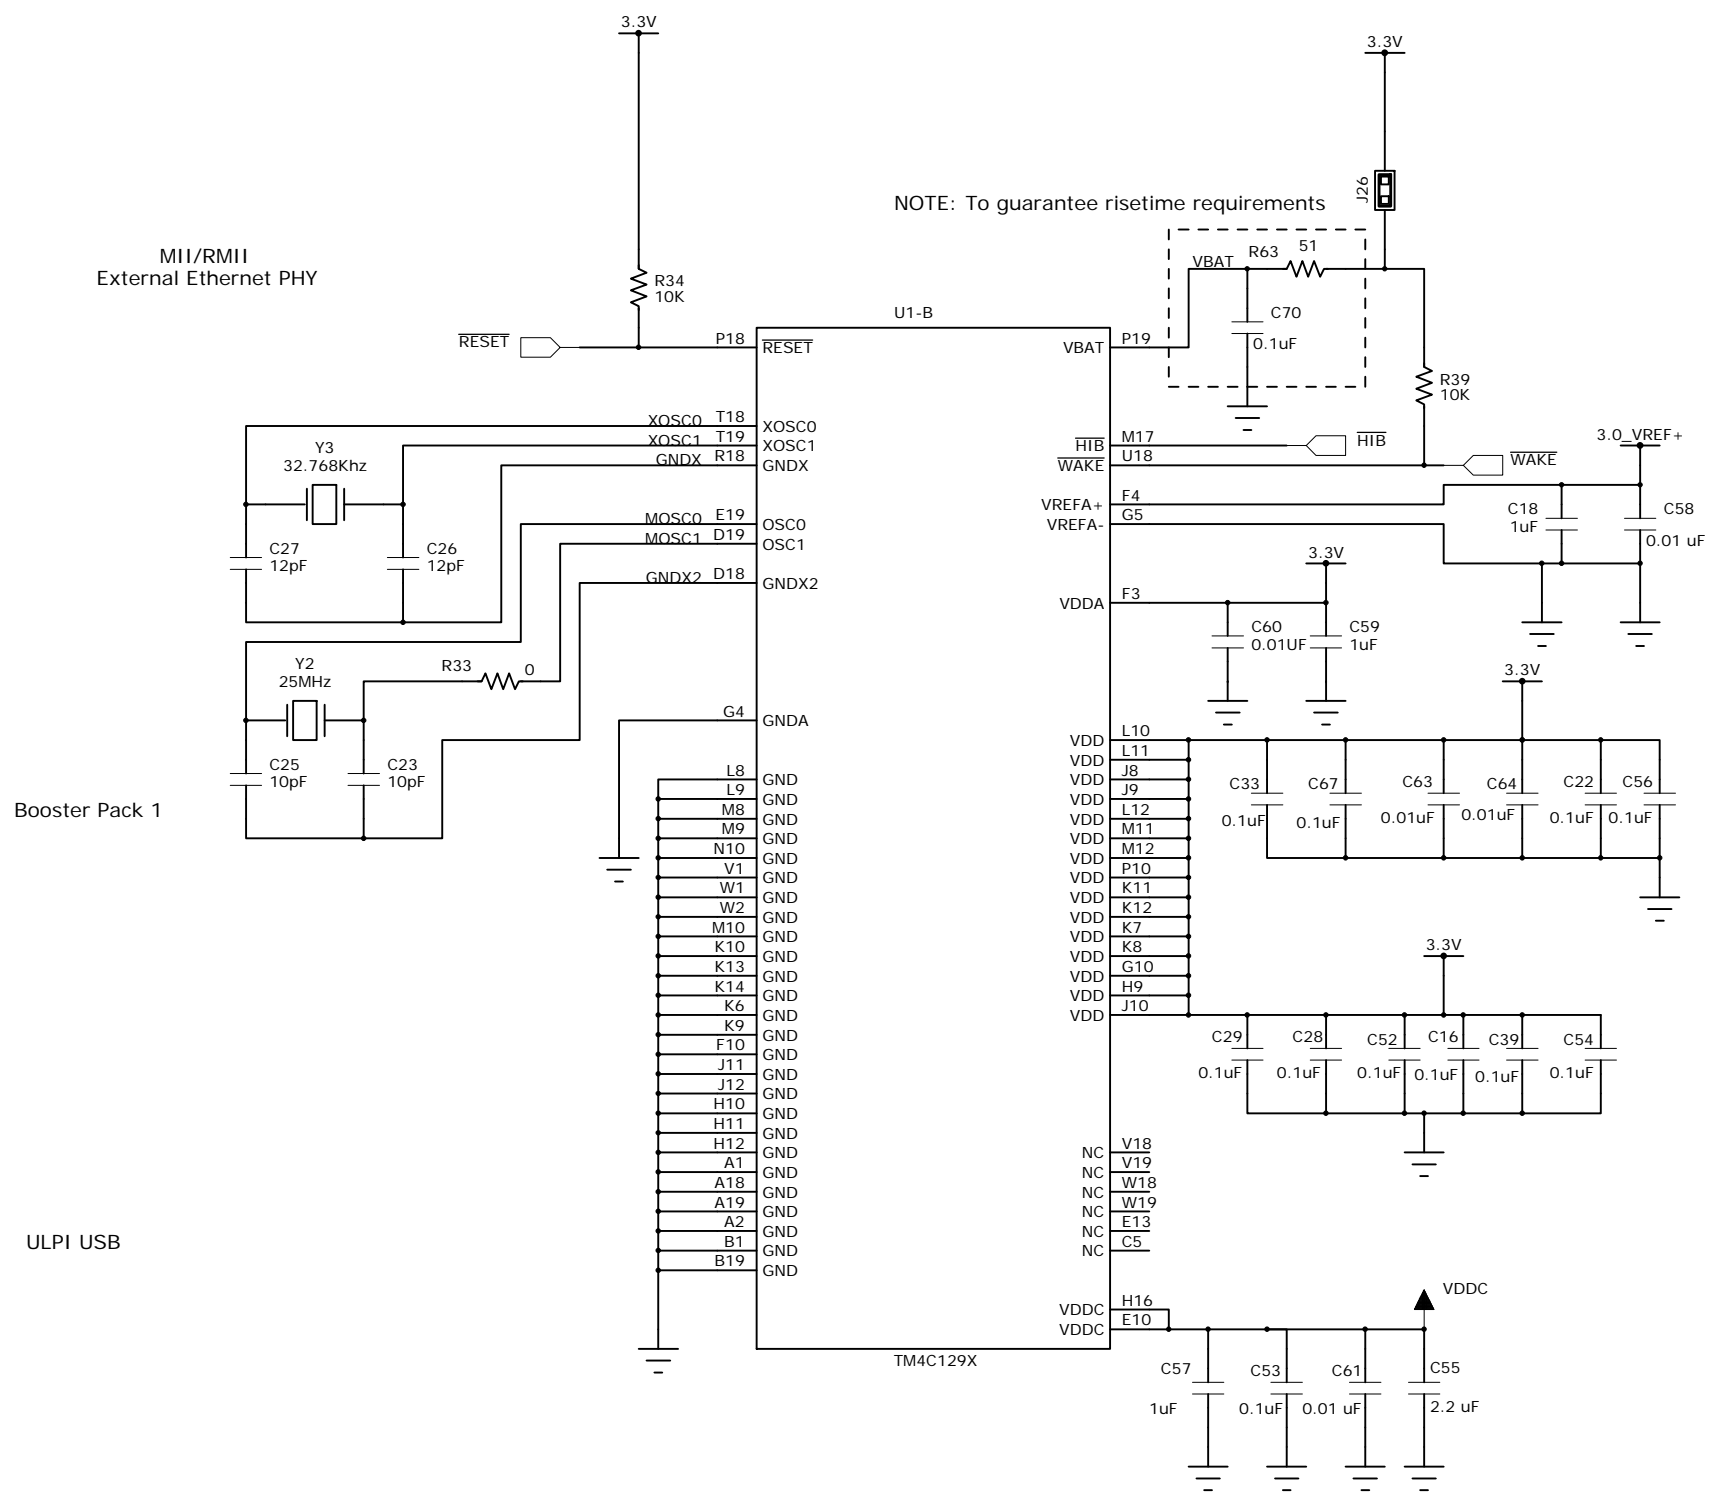 3.3V
3.3V
J26
NOTE: To guarantee risetime requirements
MII/RMII
External Ethernet PHY
R34
10K
VBAT
R63
51
C70
0.1uF
U1-B
RESET
P18
RESET
VBAT
P19
R39
10K
XOSC0
T18
XOSC0
XOSC1
T19
XOSC1
GNDX
R18
GNDX
Y3
32.768Khz
C27
12pF
C26
12pF
HIB
M17
HIB
WAKE
U18
WAKE
3.0_VREF+
VREFA+
F4
VREFA-
G5
C18
1uF
C58
0.01 uF
MOSC0
E19
OSC0
MOSC1
D19
OSC1
GNDX2
D18
GNDX2
3.3V
VDDA
F3
C60
0.01UF
C59
1uF
Y2
25MHz
R33
0
C25
10pF
C23
10pF
G4
GNDA
3.3V
Booster Pack 1
L8
GND
L9
GND
M8
GND
M9
GND
N10
GND
V1
GND
W1
GND
W2
GND
M10
GND
K10
GND
K13
GND
K14
GND
K6
GND
K9
GND
F10
GND
J11
GND
J12
GND
H10
GND
H11
GND
H12
GND
A1
GND
A18
GND
A19
GND
A2
GND
B1
GND
B19
GND
VDD
L10
VDD
L11
VDD
J8
VDD
J9
VDD
L12
VDD
M11
VDD
M12
VDD
P10
VDD
K11
VDD
K12
VDD
K7
VDD
K8
VDD
G10
VDD
H9
VDD
J10
C33
0.1uF
C67
0.1uF
C63
0.01uF
C64
0.01uF
C22
0.1uF
C56
0.1uF
3.3V
C29
0.1uF
C28
0.1uF
C52
0.1uF
C16
0.1uF
C39
0.1uF
C54
0.1uF
NC
V18
NC
V19
NC
W18
NC
W19
NC
E13
NC
C5
ULPI USB
VDDC
H16
VDDC
E10
VDDC
TM4C129X
C57
1uF
C53
0.1uF
C61
0.01 uF
C55
2.2 uF